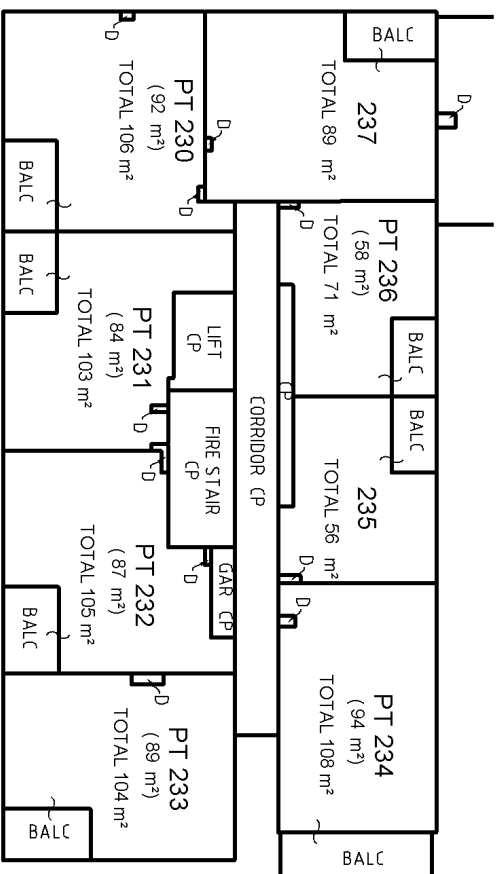 BALC
D
237
TOTAL 89 m²
D
PT 230
(92 m²)
TOTAL 106 m²
D
D
BALC
D
PT 236
(58 m²)
TOTAL 71 m²
BALC
BALC
PT 231
(84 m²)
TOTAL 103 m²
D
LIFT
CP
CP
CORRIDOR CP
FIRE STAIR
CP
BALC
235
TOTAL 56 m²
D
D
PT 232
(87 m²)
TOTAL 105 m²
BALC
D
GAR CP
D
PT 234
(94 m²)
TOTAL 108 m²
BALC
D
PT 233
(89 m²)
TOTAL 104 m²
BALC